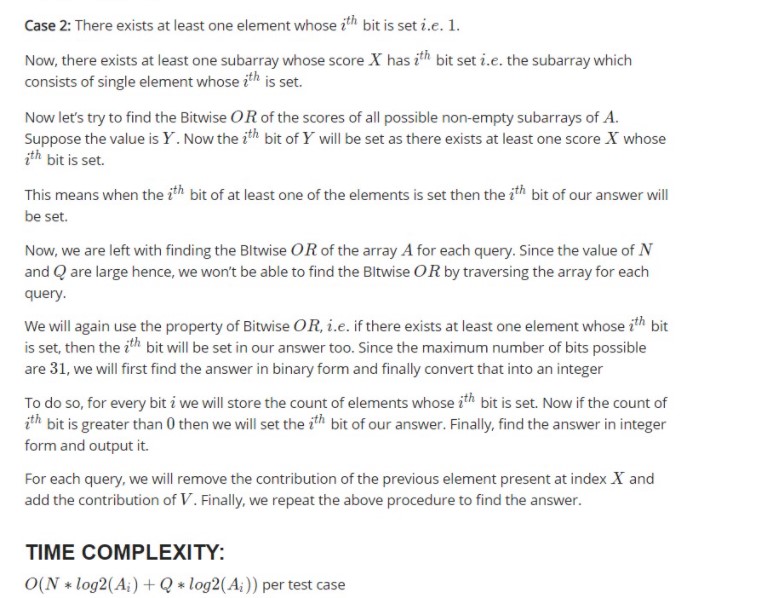 Case 2: There exists at least one element whose i^th bit is set i.e. 1.
Now, there exists at least one subarray whose score X has i^th bit set i.e. the subarray which
consists of single element whose i^th is set.
Now let's try to find the Bitwise OR of the scores of all possible non-empty subarrays of A.
Suppose the value is Y. Now the i^th bit of Y will be set as there exists at least one score X whose
i^th bit is set.
This means when the i^th bit of at least one of the elements is set then the i^th bit of our answer will
be set.
Now, we are left with finding the BItwise OR of the array A for each query. Since the value of N
and Q are large hence, we won't be able to find the BItwise OR by traversing the array for each
query.
We will again use the property of Bitwise OR, i.e. if there exists at least one element whose i^th bit
is set, then the i^th bit will be set in our answer too. Since the maximum number of bits possible
are 31, we will first find the answer in binary form and finally convert that into an integer
To do so, for every bit i we will store the count of elements whose i^th bit is set. Now if the count of
i^th bit is greater than 0 then we will set the i^th bit of our answer. Finally, find the answer in integer
form and output it.
For each query, we will remove the contribution of the previous element present at index X and
add the contribution of V. Finally, we repeat the above procedure to find the answer.
TIME COMPLEXITY:
O(N * log2(A_i) + Q * log2(A_i)) per test case